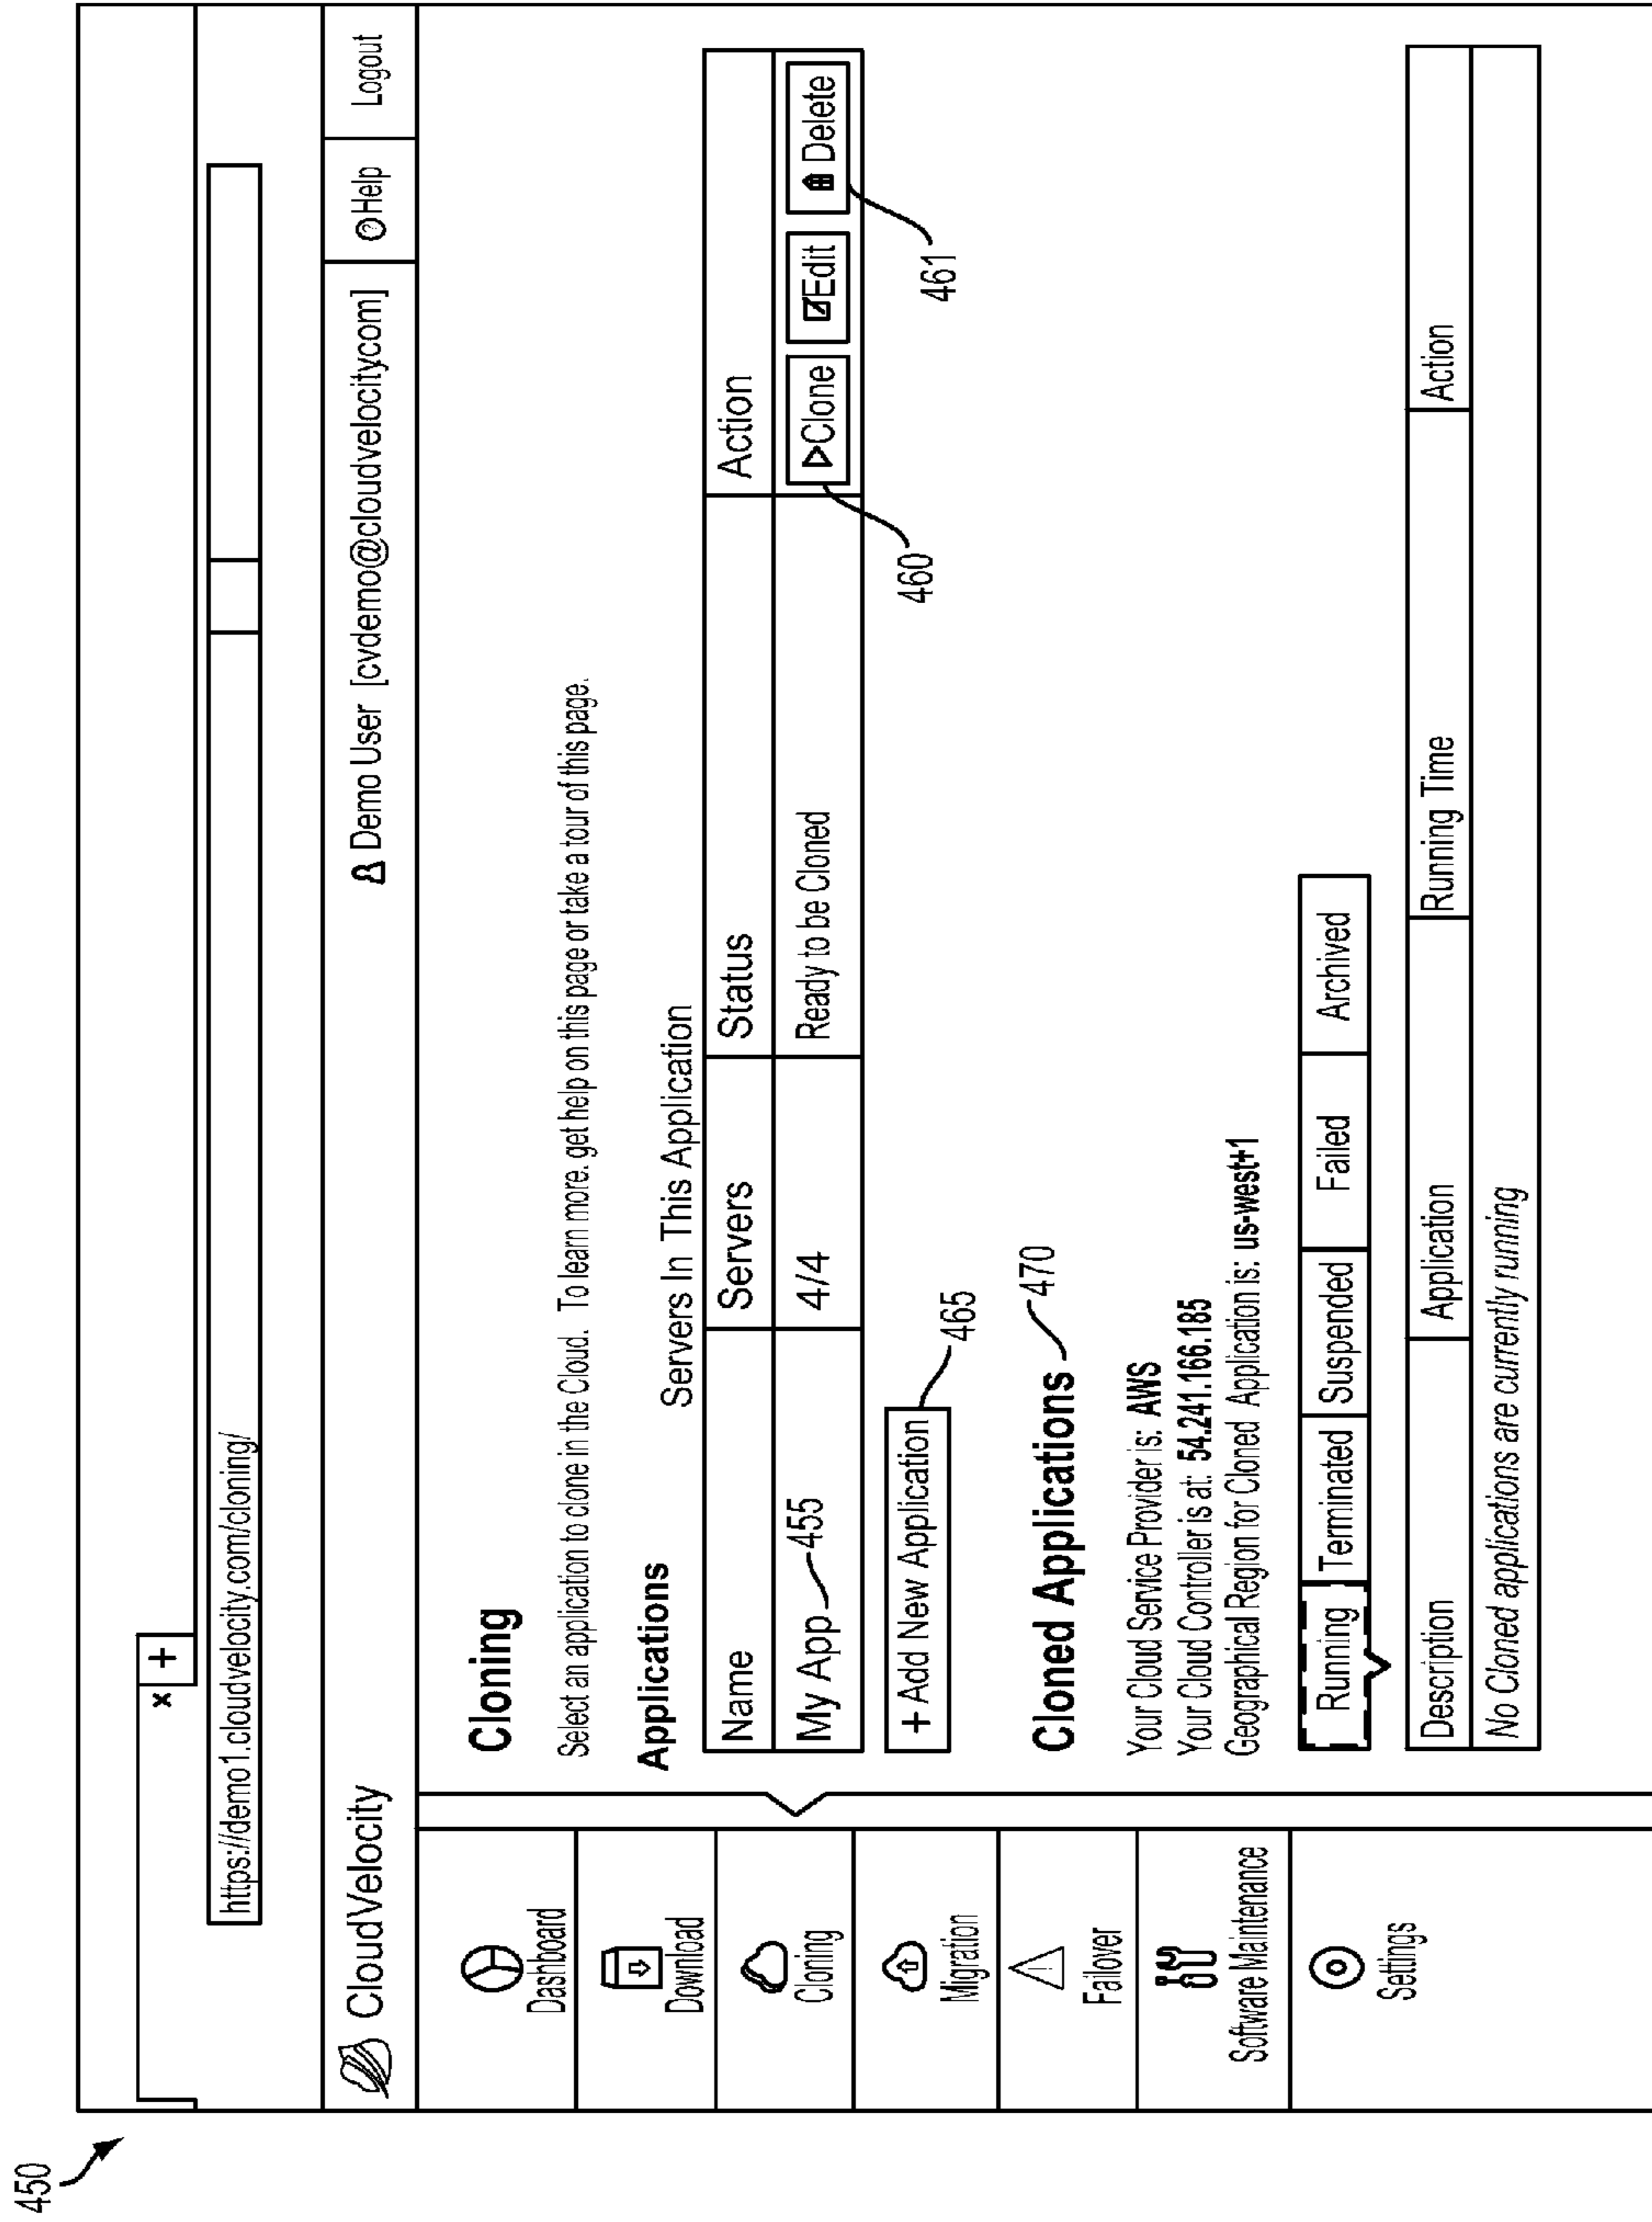 450
× +
https://demo1.cloudvelocity.com/cloning/
CloudVelocity Demo User [cvdemo@cloudvelocitycom] Help Logout
Dashboard
Download
Cloning
Migration
Failover
Software Maintenance
Settings
Cloning
Select an application to clone in the Cloud. To learn more. get help on this page or take a tour of this page.
Applications
Servers In This Application
Name Servers Status Action
My App 455 4/4 Ready to be Cloned Clone Edit Delete
460 461
+ Add New Application 465
Cloned Applications 470
Your Cloud Service Provider is: AWS
Your Cloud Controller is at: 54.241.166.185
Geographical Region for Cloned Application is: us-west+1
Running Terminated Suspended Failed Archived
Description Application Running Time Action
No Cloned applications are currently running